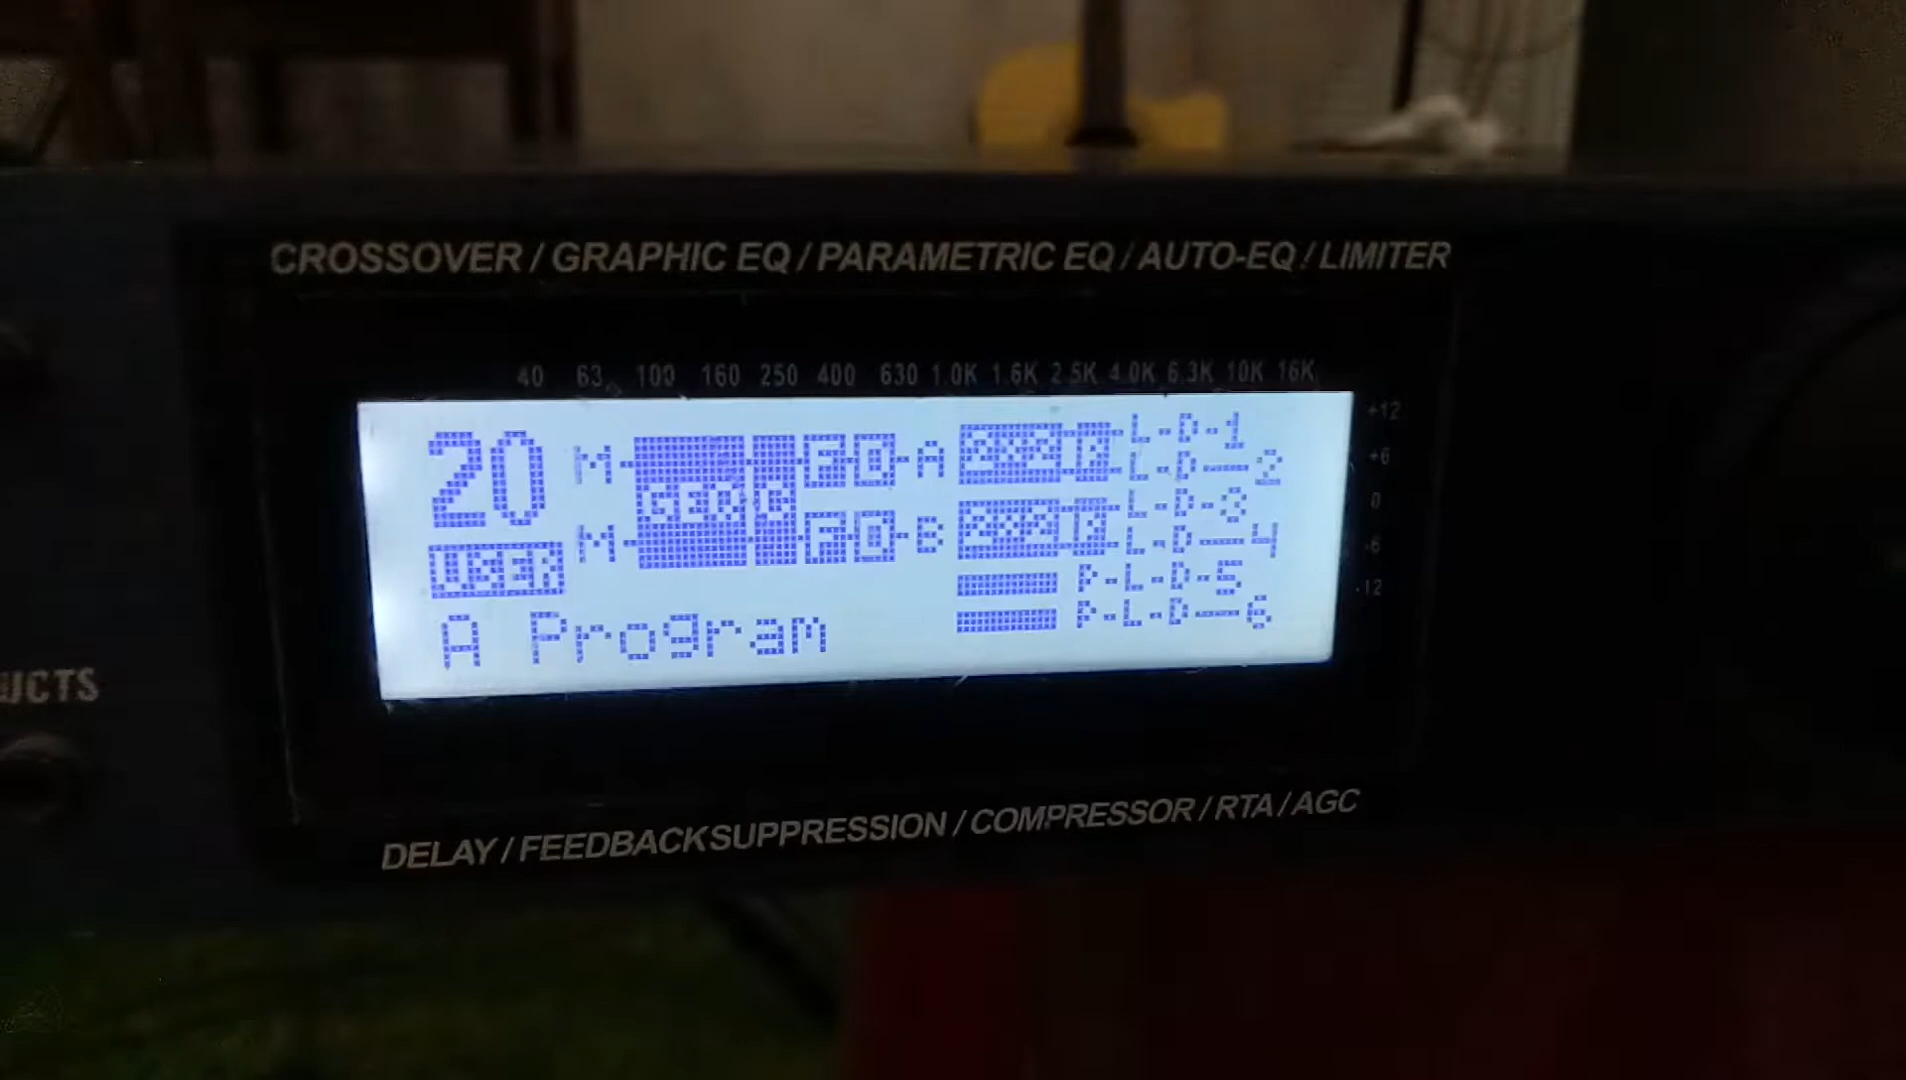 CROSSOVER / GRAPHIC EQ / PARAMETRIC EQ / AUTO-EQ / LIMITER
40 63 100 160 250 400 630 1.0K 1.6K 2.5K 4.0K 6.3K 10K 16K
+12
+6
0
-6
-12
20
USER
A Program
M
M
A
B
L-D-1
L-D-2
L-D-3
L-D-4
P-L-D-5
P-L-D-6
UCTS
DELAY / FEEDBACKSUPPRESSION / COMPRESSOR / RTA / AGC